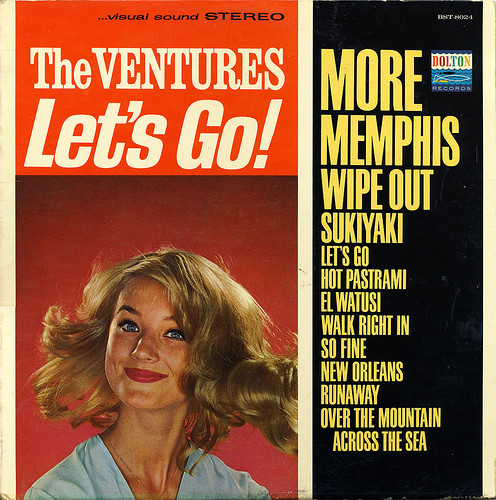 ...visual sound STEREO
BST-8024
The VENTURES
Let's Go!
DOLTON
RECORDS
MORE
MEMPHIS
WIPE OUT
SUKIYAKI
LET'S GO
HOT PASTRAMI
EL WATUSI
WALK RIGHT IN
SO FINE
NEW ORLEANS
RUNAWAY
OVER THE MOUNTAIN
ACROSS THE SEA